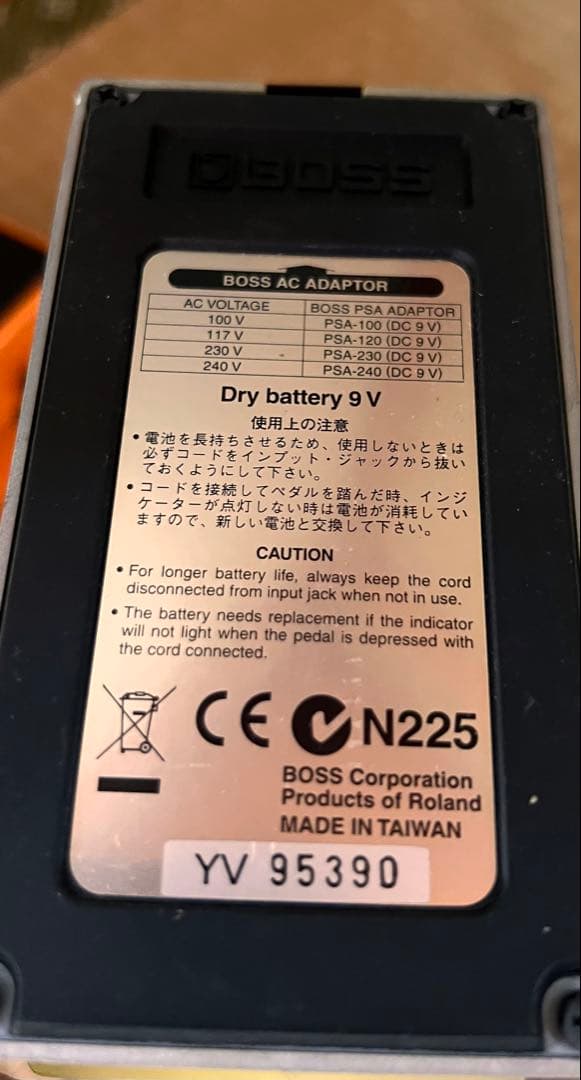 BOSS
BOSS AC ADAPTOR
AC VOLTAGE BOSS PSA ADAPTOR
100 V PSA-100 (DC 9 V)
117 V PSA-120 (DC 9 V)
230 V PSA-230 (DC 9 V)
240 V PSA-240 (DC 9 V)
Dry battery 9 V
使用上の注意
• 電池を長持ちさせるため、使用しないときは
必ずコードをインプット・ジャックから抜い
ておくようにして下さい。
• コードを接続してペダルを踏んだ時、インジ
ケーターが点灯しない時は電池が消耗してい
ますので、新しい電池と交換して下さい。
CAUTION
• For longer battery life, always keep the cord
disconnected from input jack when not in use.
• The battery needs replacement if the indicator
will not light when the pedal is depressed with
the cord connected.
CE N225
BOSS Corporation
Products of Roland
MADE IN TAIWAN
YV 95390